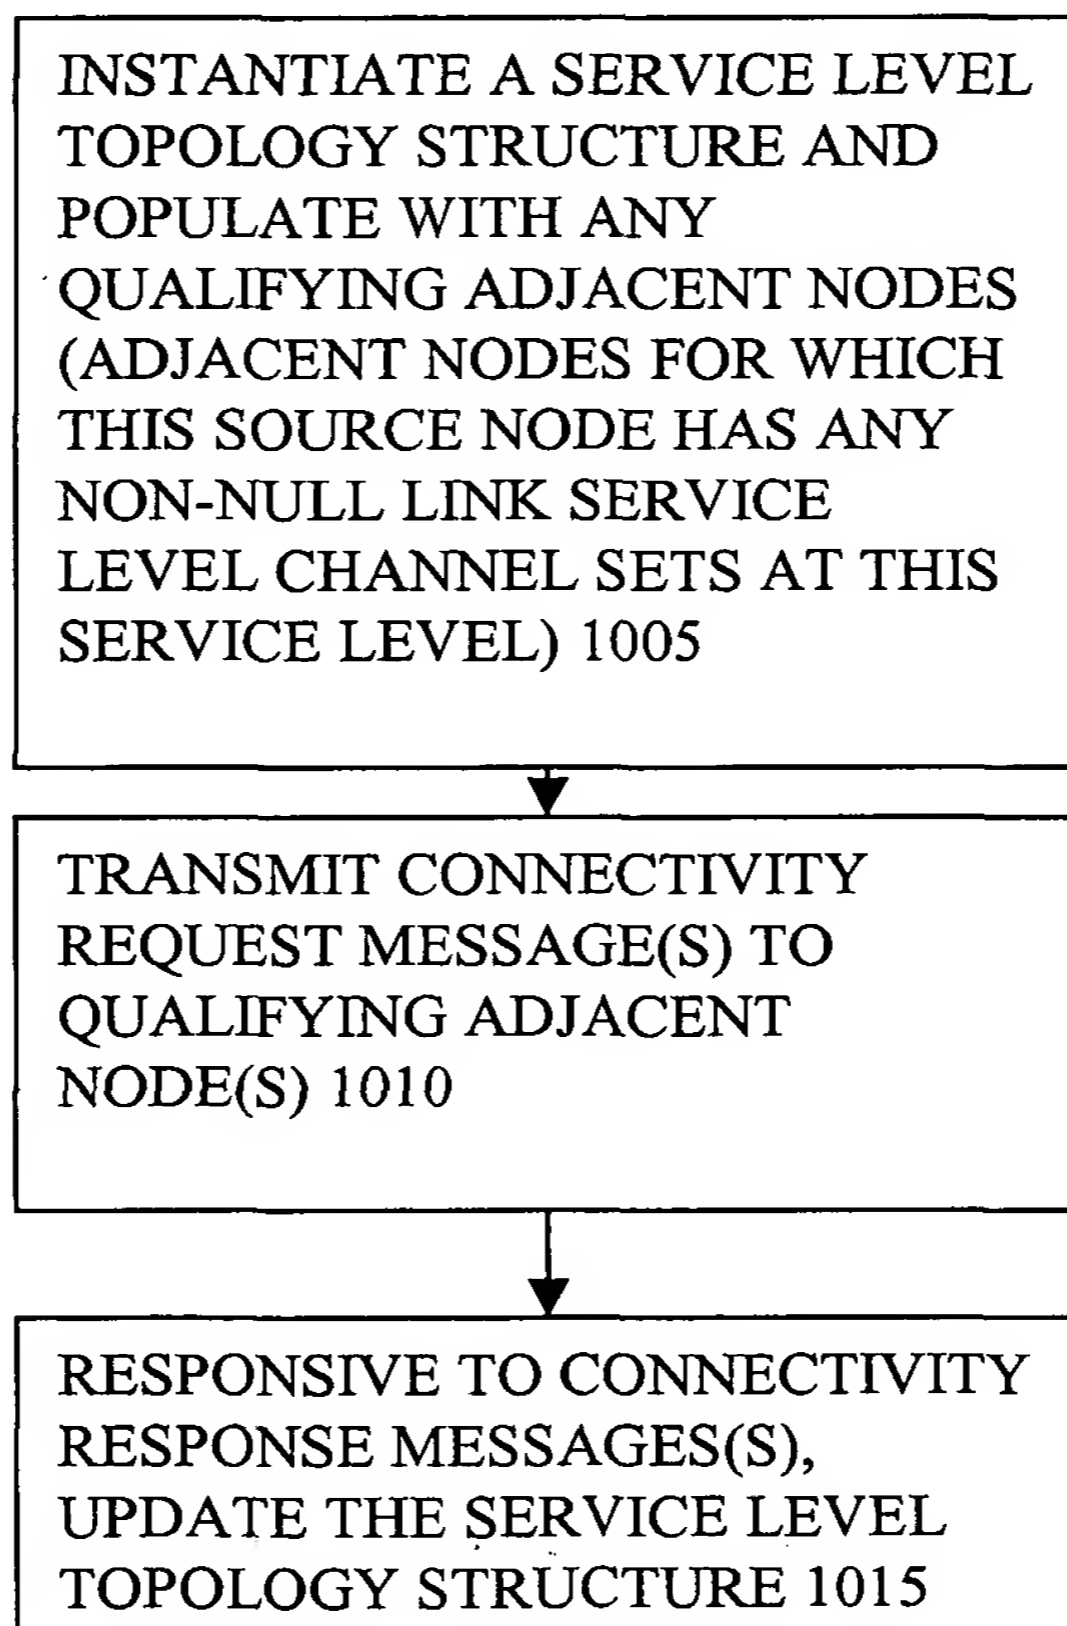 INSTANTIATE A SERVICE LEVEL
TOPOLOGY STRUCTURE AND
POPULATE WITH ANY
QUALIFYING ADJACENT NODES
(ADJACENT NODES FOR WHICH
THIS SOURCE NODE HAS ANY
NON-NULL LINK SERVICE
LEVEL CHANNEL SETS AT THIS
SERVICE LEVEL) 1005
TRANSMIT CONNECTIVITY
REQUEST MESSAGE(S) TO
QUALIFYING ADJACENT
NODE(S) 1010
RESPONSIVE TO CONNECTIVITY
RESPONSE MESSAGES(S),
UPDATE THE SERVICE LEVEL
TOPOLOGY STRUCTURE 1015